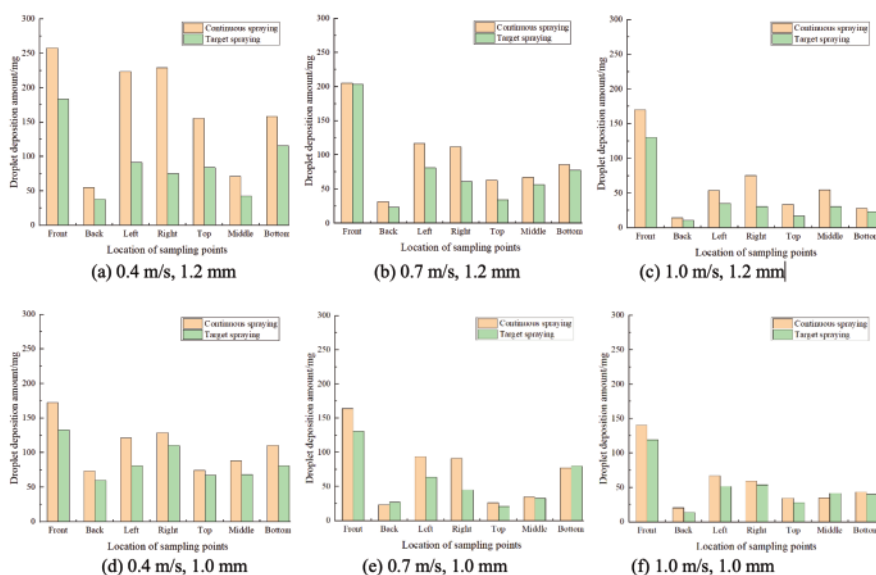 300
250
200
150
100
50
0
Droplet deposition amount/mg
Continuous spraying
Target spraying
Front Back Left Right Top Middle Bottom
Location of sampling points
(a) 0.4 m/s, 1.2 mm
300
250
200
150
100
50
0
Droplet deposition amount/mg
Continuous spraying
Target spraying
Front Back Left Right Top Middle Bottom
Location of sampling points
(b) 0.7 m/s, 1.2 mm
300
250
200
150
100
50
0
Droplet deposition amount/mg
Continuous spraying
Target spraying
Front Back Left Right Top Middle Bottom
Location of sampling points
(c) 1.0 m/s, 1.2 mm
300
250
200
150
100
50
0
Droplet deposition amount/mg
Continuous spraying
Target spraying
Front Back Left Right Top Middle Bottom
Location of sampling points
(d) 0.4 m/s, 1.0 mm
300
250
200
150
100
50
0
Droplet deposition amount/mg
Continuous spraying
Target spraying
Front Back Left Right Top Middle Bottom
Location of sampling points
(e) 0.7 m/s, 1.0 mm
300
250
200
150
100
50
0
Droplet deposition amount/mg
Continuous spraying
Target spraying
Front Back Left Right Top Middle Bottom
Location of sampling points
(f) 1.0 m/s, 1.0 mm